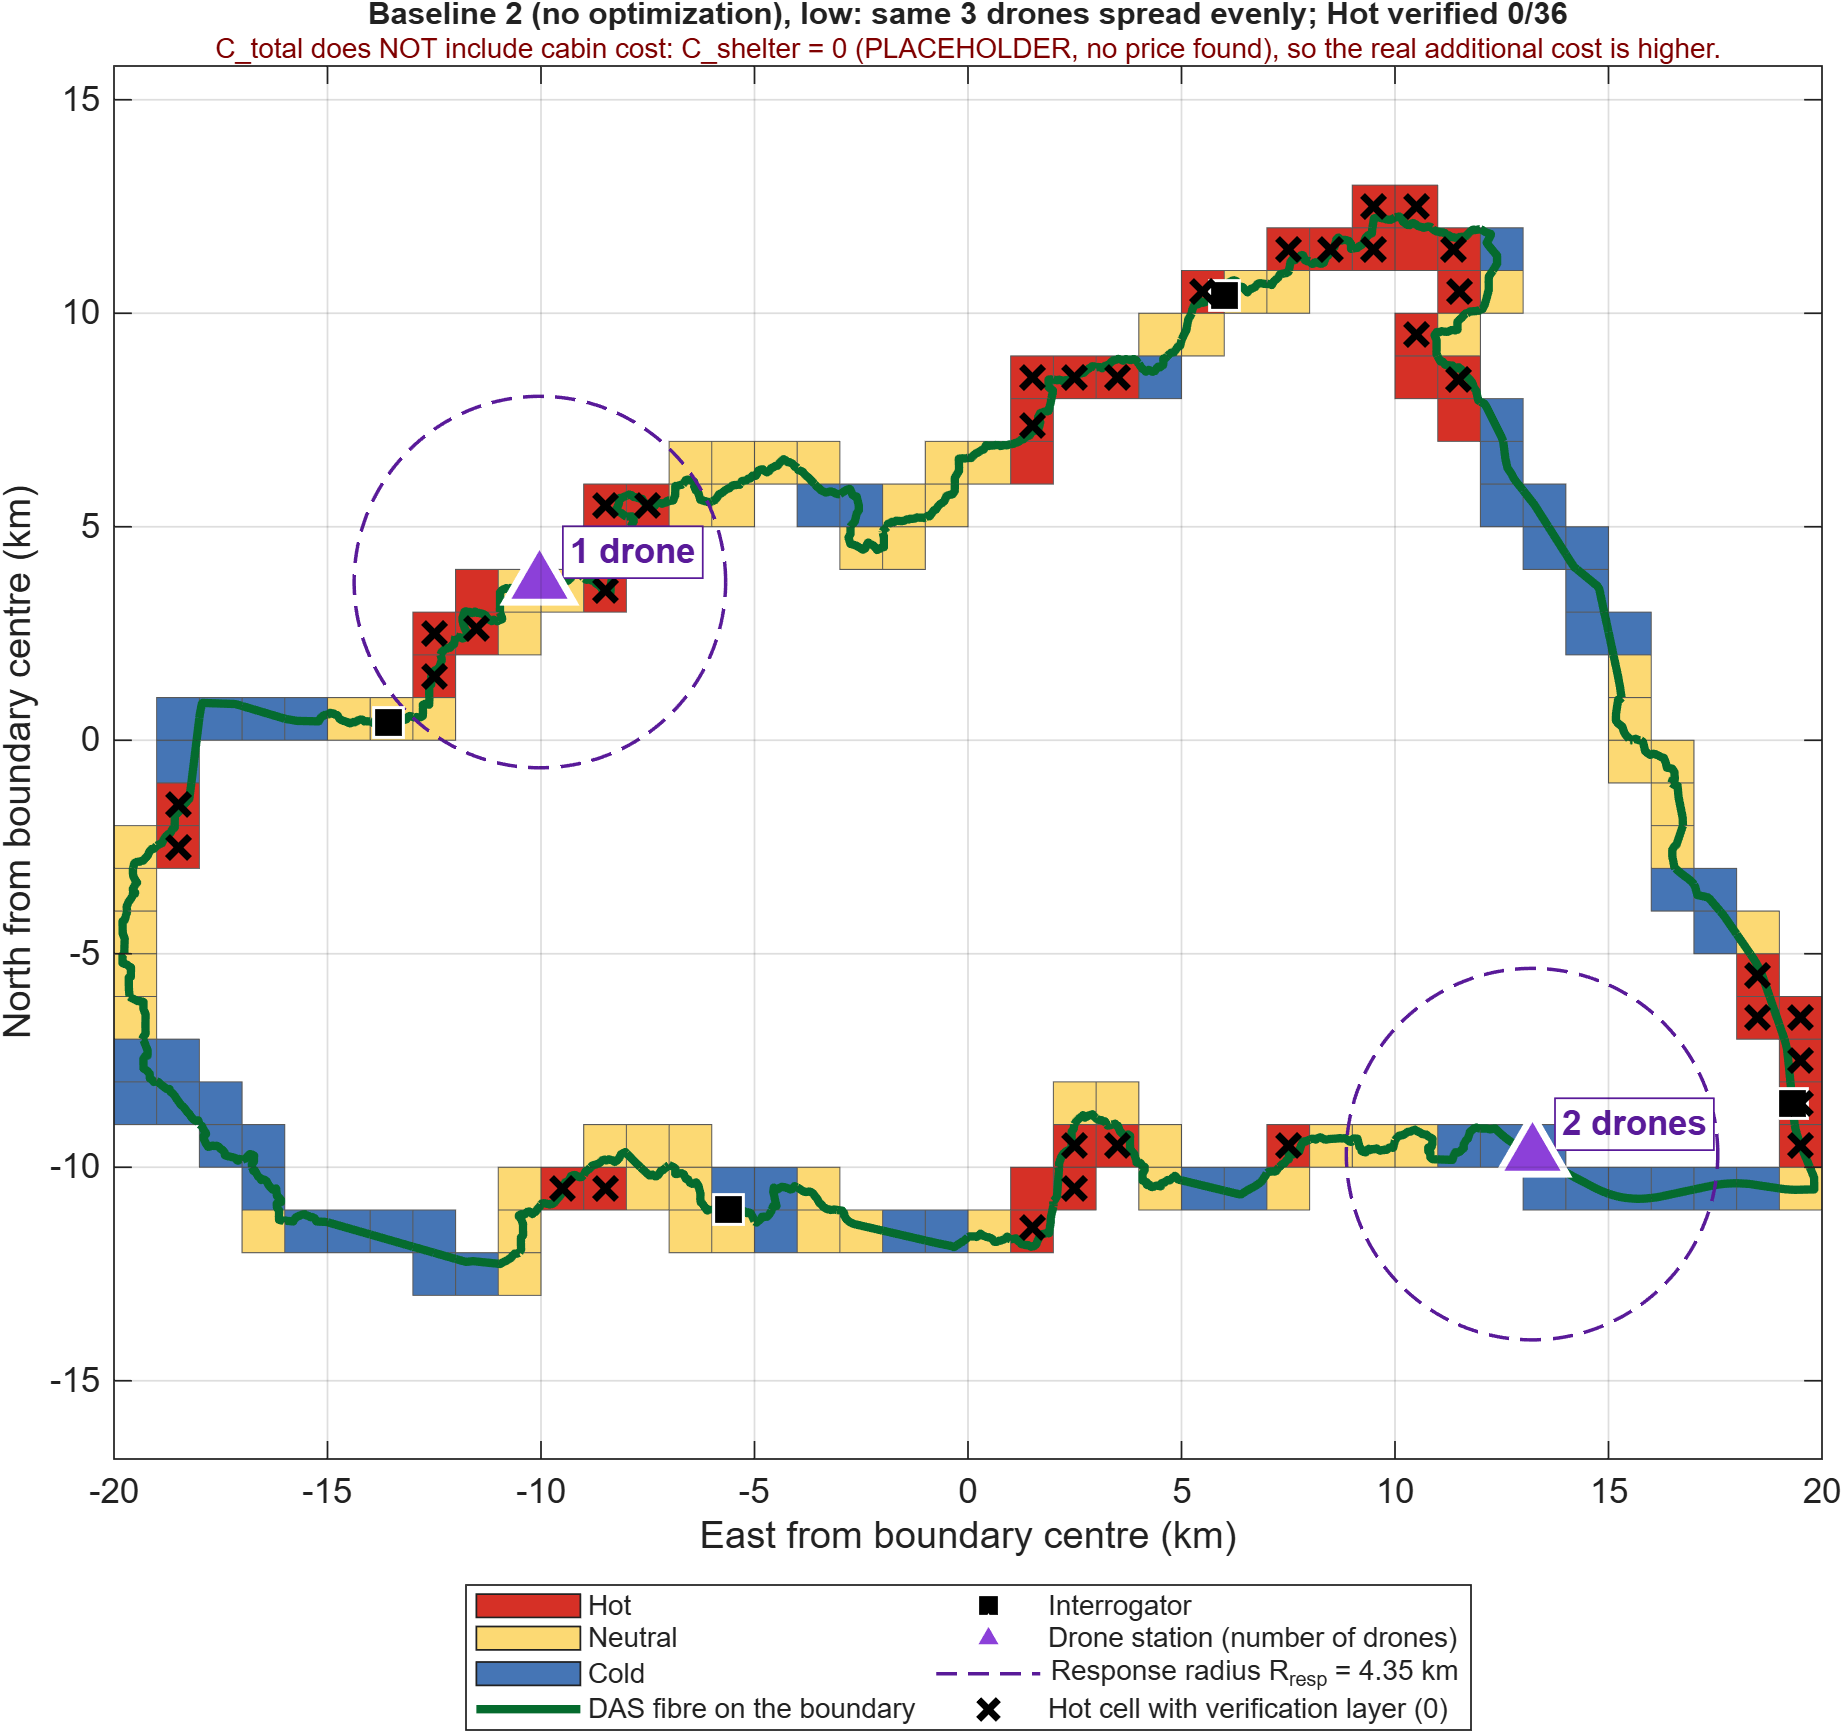 Baseline 2 (no optimization), low: same 3 drones spread evenly; Hot verified 0/36
C_total does NOT include cabin cost: C_shelter = 0 (PLACEHOLDER, no price found), so the real additional cost is higher.
15
10
5
0
-5
-10
-15
North from boundary centre (km)
1 drone
2 drones
-20 -15 -10 -5 0 5 10 15 20
East from boundary centre (km)
Hot
Neutral
Cold
DAS fibre on the boundary
Interrogator
Drone station (number of drones)
Response radius R_resp = 4.35 km
Hot cell with verification layer (0)